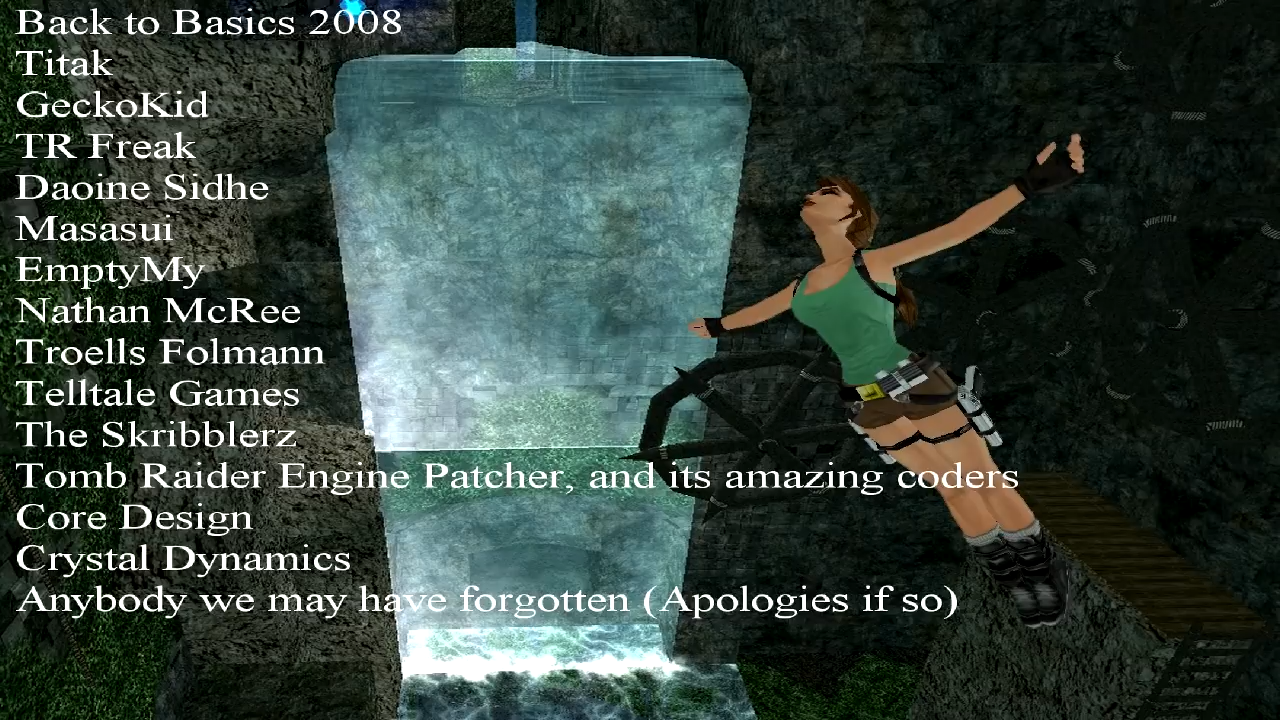 Back to Basics 2008
Titak
GeckoKid
TR Freak
Daoine Sidhe
Masasui
EmptyMy
Nathan McRee
Troells Folmann
Telltale Games
The Skribblerz
Tomb Raider Engine Patcher, and its amazing coders
Core Design
Crystal Dynamics
Anybody we may have forgotten (Apologies if so)